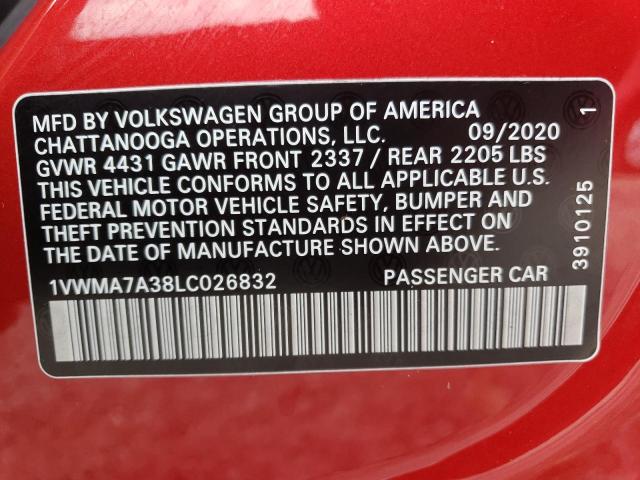 MFD BY VOLKSWAGEN GROUP OF AMERICA
CHATTANOOGA OPERATIONS, LLC. 09/2020
GVWR 4431 GAWR FRONT 2337 / REAR 2205 LBS
THIS VEHICLE CONFORMS TO ALL APPLICABLE U.S.
FEDERAL MOTOR VEHICLE SAFETY, BUMPER AND
THEFT PREVENTION STANDARDS IN EFFECT ON
THE DATE OF MANUFACTURE SHOWN ABOVE.
1VWMA7A38LC026832 PASSENGER CAR
3910125 1